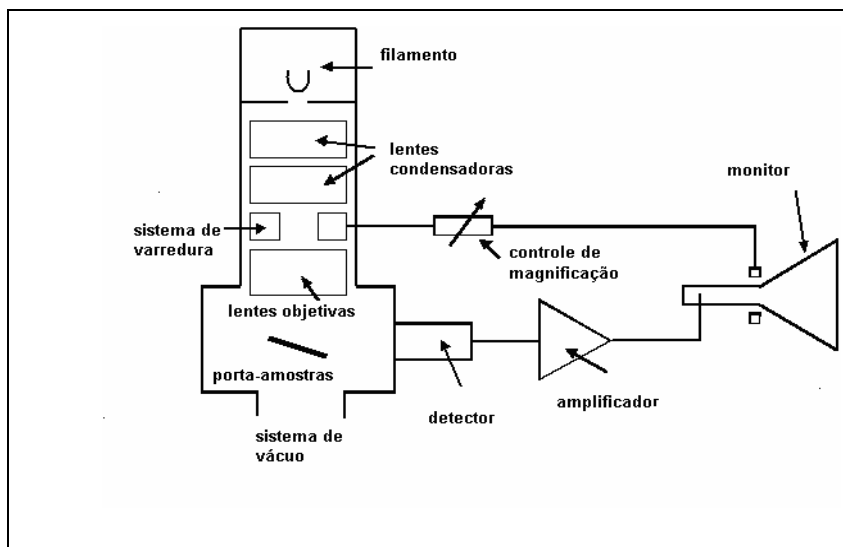 filamento
lentes
condensadoras
monitor
sistema de
varredura
controle de
magnificação
lentes objetivas
porta-amostras
detector
amplificador
sistema de
vácuo